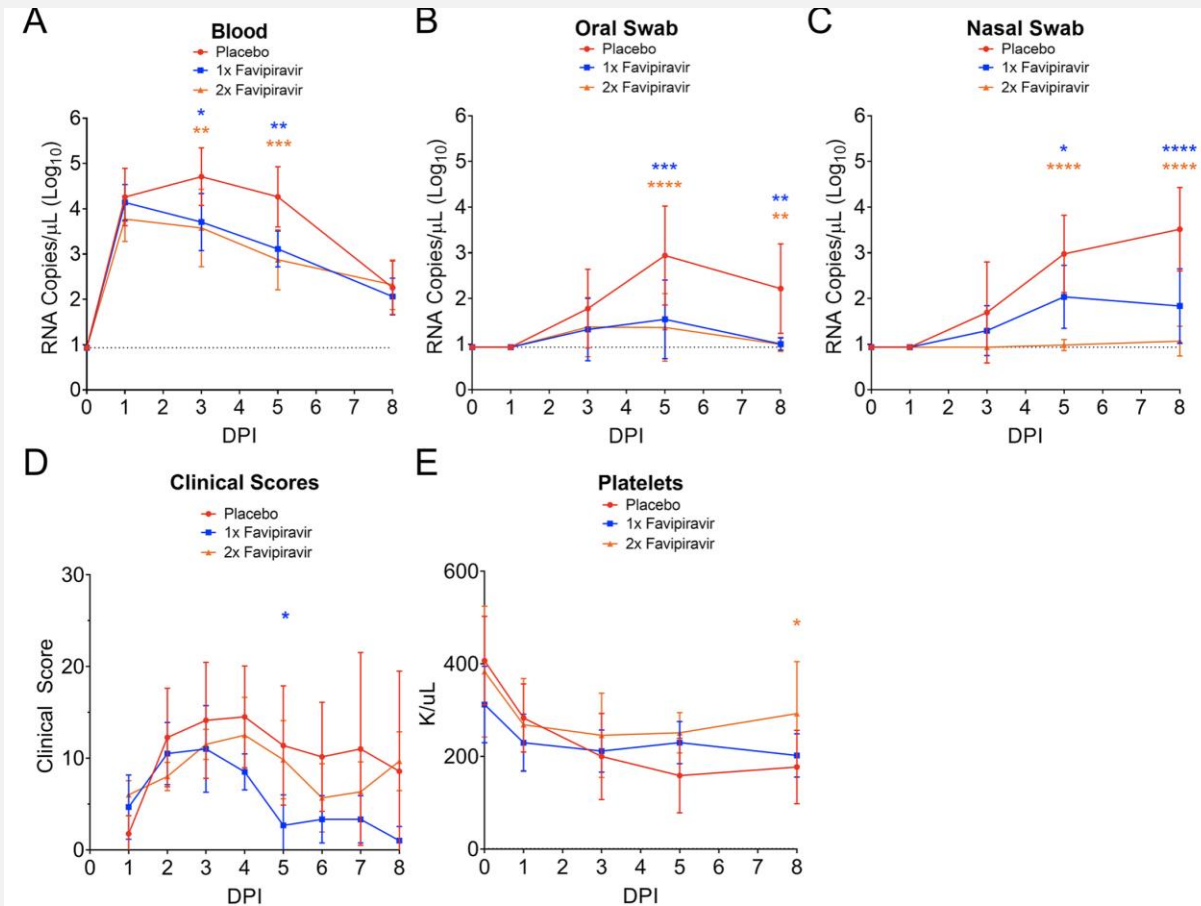 A
Blood
Placebo
1x Favipiravir
2x Favipiravir
*
**
**
***
RNA Copies/µL (Log10)
6
5
4
3
2
1
0
0 1 2 3 4 5 6 7 8
DPI
B
Oral Swab
Placebo
1x Favipiravir
2x Favipiravir
***
****
**
**
RNA Copies/µL (Log10)
6
5
4
3
2
1
0
0 1 2 3 4 5 6 7 8
DPI
C
Nasal Swab
Placebo
1x Favipiravir
2x Favipiravir
*
****
****
****
RNA Copies/µL (Log10)
6
5
4
3
2
1
0
0 1 2 3 4 5 6 7 8
DPI
D
Clinical Scores
Placebo
1x Favipiravir
2x Favipiravir
*
Clinical Score
30
20
10
0
0 1 2 3 4 5 6 7 8
DPI
E
Platelets
Placebo
1x Favipiravir
2x Favipiravir
*
K/uL
600
400
200
0
0 1 2 3 4 5 6 7 8
DPI